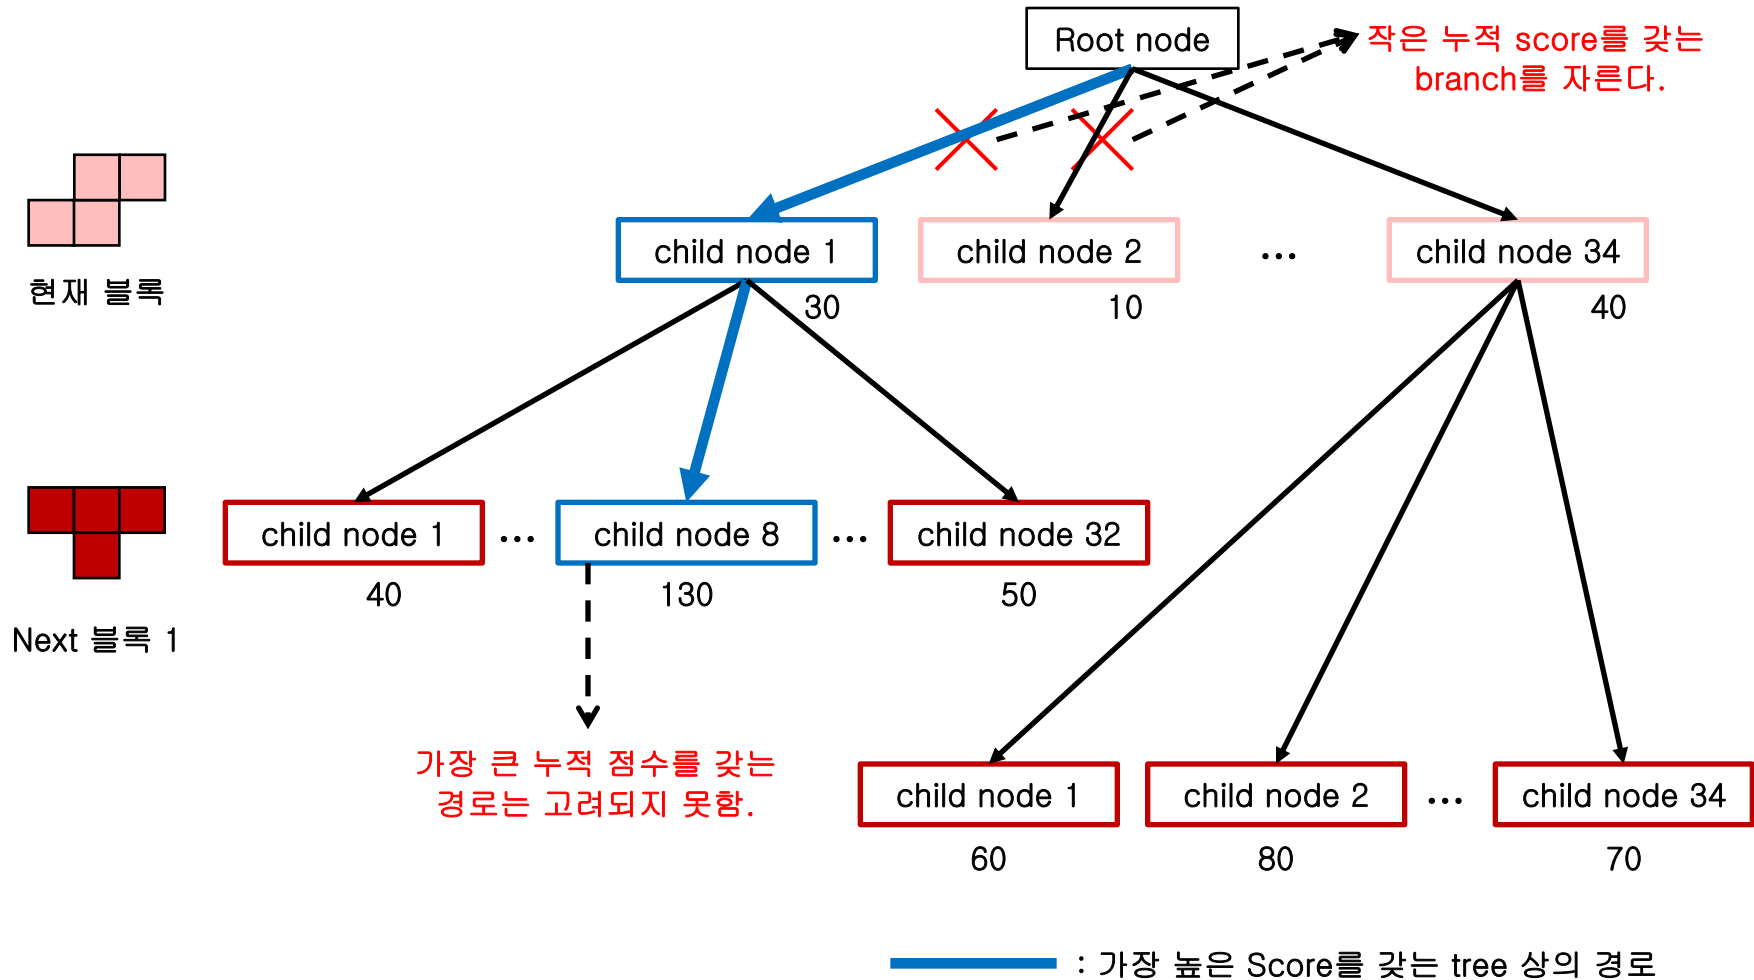 Root node
작은 누적 score를 갖는
branch를 자른다.
현재 블록
child node 1
child node 2
...
child node 34
30
10
40
child node 1
...
child node 8
...
child node 32
40
130
50
Next 블록 1
가장 큰 누적 점수를 갖는
경로는 고려되지 못함.
child node 1
child node 2
...
child node 34
60
80
70
: 가장 높은 Score를 갖는 tree 상의 경로